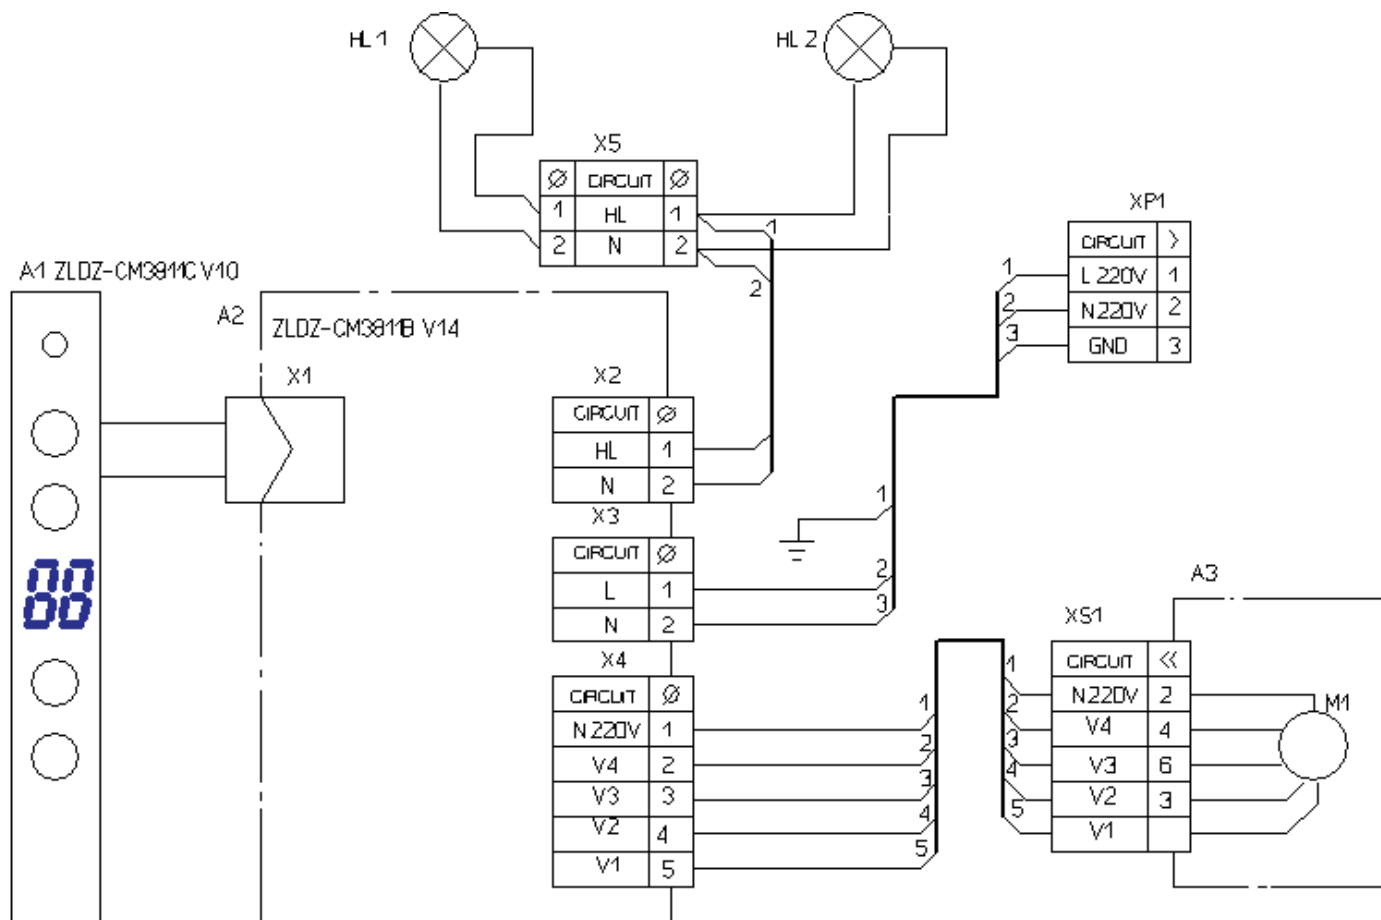 HL 1
HL 2
X5
Ø CIRCUIT Ø
1 HL 1
2 N 2
1
2
XP1
CIRCUIT >
L 220V 1
N 220V 2
GND 3
1
2
3
A1 ZLDZ-CM3811C V10
A2
ZLDZ-CM3811B V14
X1
X2
CIRCUIT Ø
HL 1
N 2
X3
CIRCUIT Ø
L 1
N 2
1
2
3
00
X4
CIRCUIT Ø
N 220V 1
V4 2
V3 3
V2 4
V1 5
1
2
3
4
5
A3
XS1
CIRCUIT <<
N 220V 2
V4 4
V3 6
V2 3
V1
1
2
3
4
5
M1